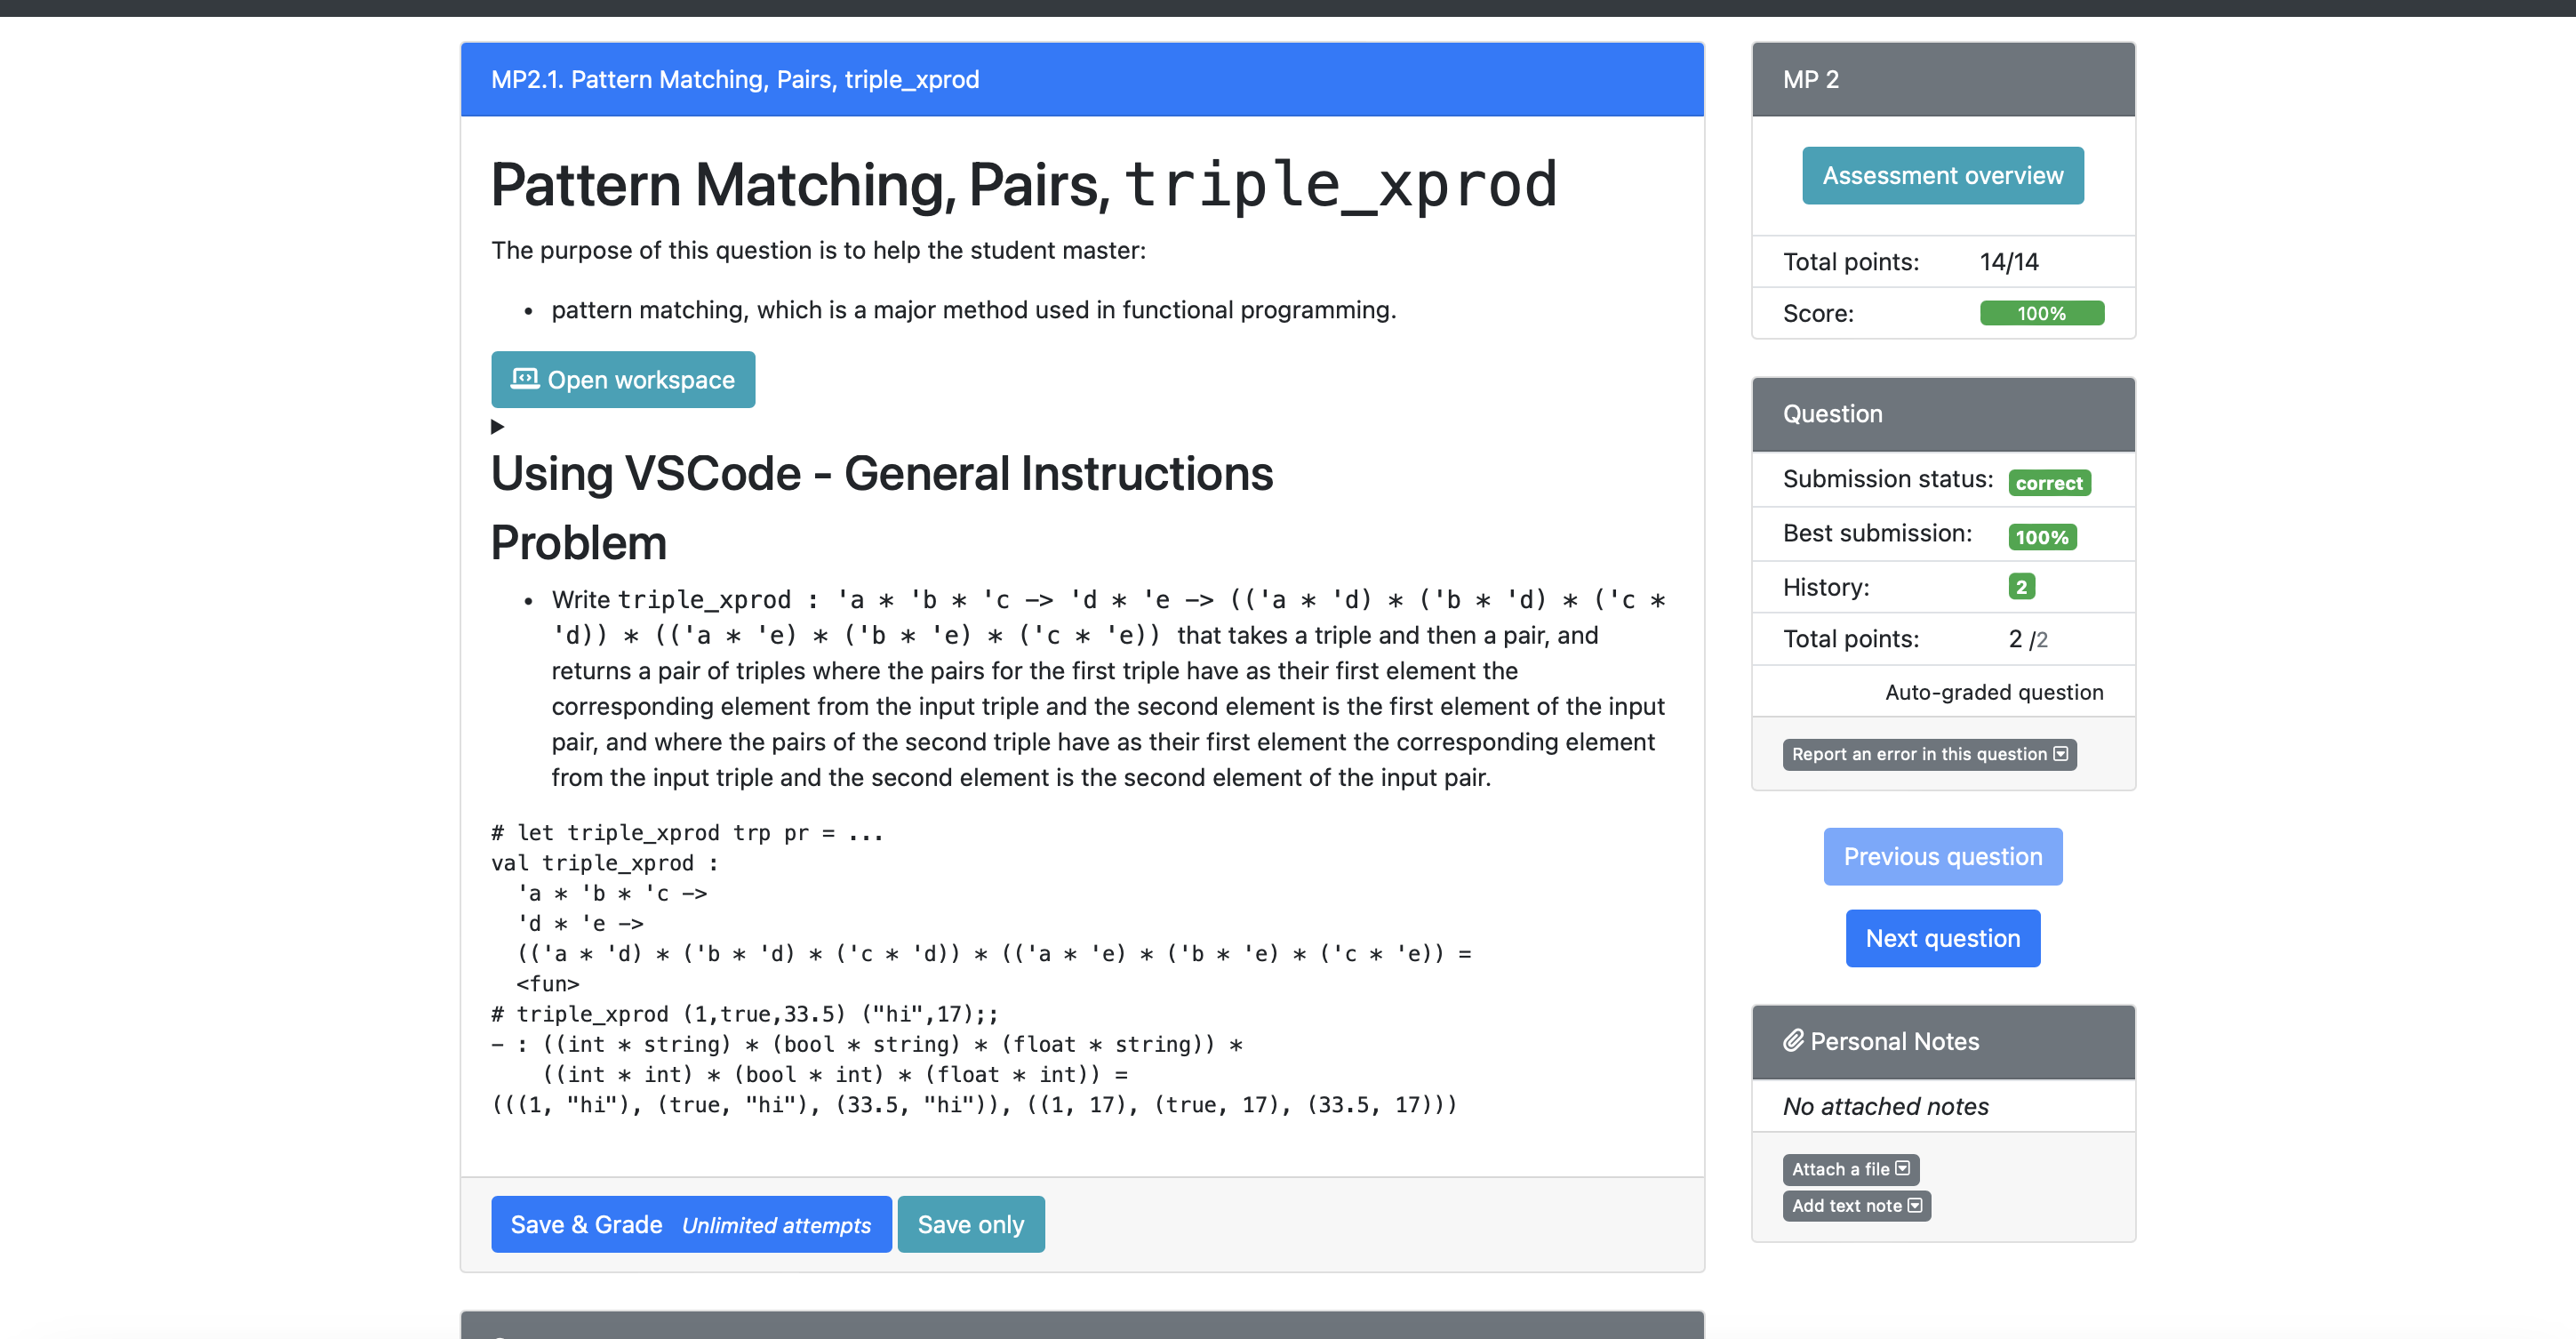 MP2.1. Pattern Matching, Pairs, triple_xprod
Pattern Matching, Pairs, triple_xprod
The purpose of this question is to help the student master:
• pattern matching, which is a major method used in functional programming.
Open workspace
Using VSCode - General Instructions
Problem
• Write triple_xprod : 'a * 'b * 'c -> 'd * 'e -> (('a * 'd) * ('b * 'd) * ('c *
'd)) * (('a * 'e) * ('b * 'e) * ('c * 'e)) that takes a triple and then a pair, and
returns a pair of triples where the pairs for the first triple have as their first element the
corresponding element from the input triple and the second element is the first element of the input
pair, and where the pairs of the second triple have as their first element the corresponding element
from the input triple and the second element is the second element of the input pair.
# let triple_xprod trp pr = ...
val triple_xprod :
  'a * 'b * 'c ->
  'd * 'e ->
  (('a * 'd) * ('b * 'd) * ('c * 'd)) * (('a * 'e) * ('b * 'e) * ('c * 'e)) =
  <fun>
# triple_xprod (1,true,33.5) ("hi",17);;
- : ((int * string) * (bool * string) * (float * string)) *
    ((int * int) * (bool * int) * (float * int)) =
(((1, "hi"), (true, "hi"), (33.5, "hi")), ((1, 17), (true, 17), (33.5, 17)))
Save & Grade Unlimited attempts
Save only
MP 2
Assessment overview
Total points: 14/14
Score: 100%
Question
Submission status: correct
Best submission: 100%
History: 2
Total points: 2 /2
Auto-graded question
Report an error in this question
Previous question
Next question
Personal Notes
No attached notes
Attach a file
Add text note